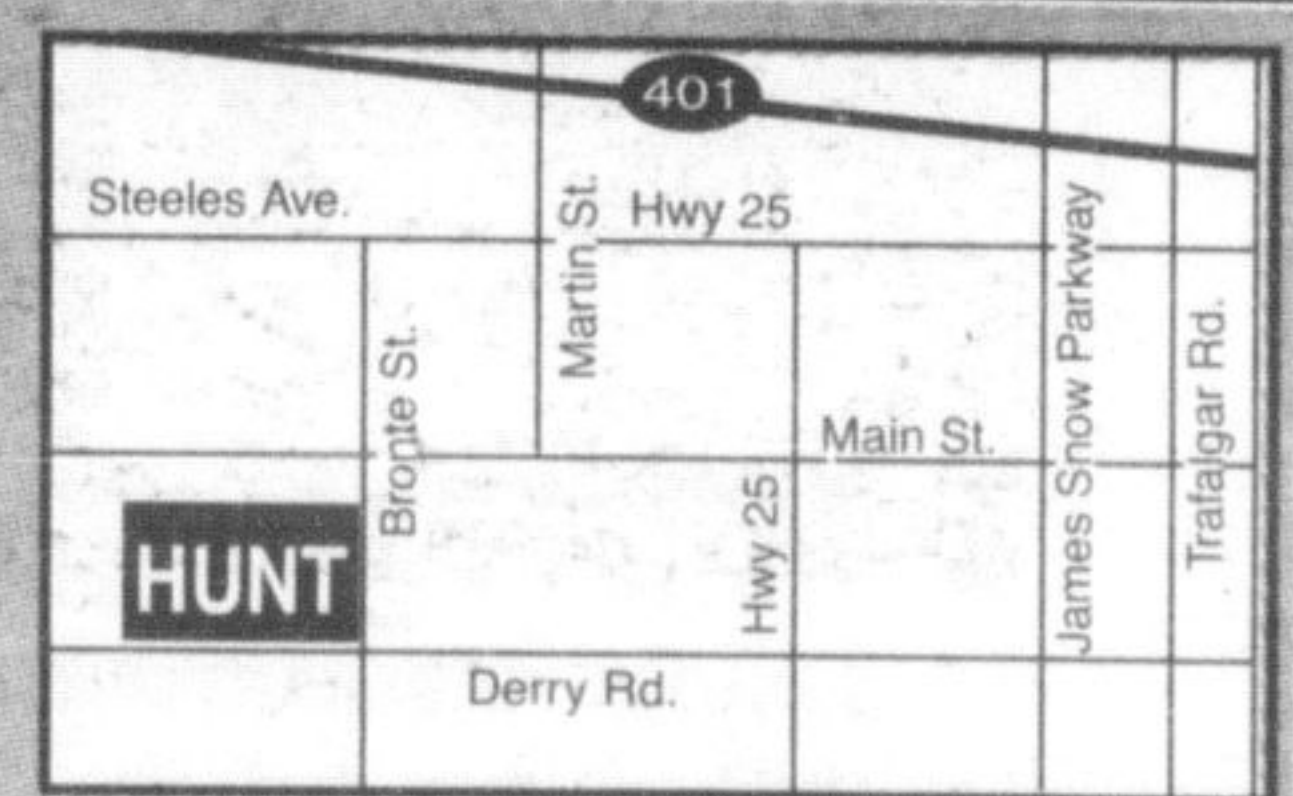 401
Steeles Ave.
Martin St.
Hwy 25
Bronte St.
James Snow Parkway
Trafalgar Rd.
Main St.
HUNT
Hwy 25
Derry Rd.